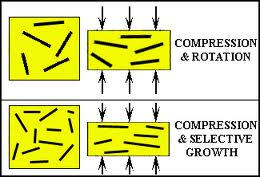 COMPRESSION
& ROTATION
COMPRESSION
& SELECTIVE
GROWTH